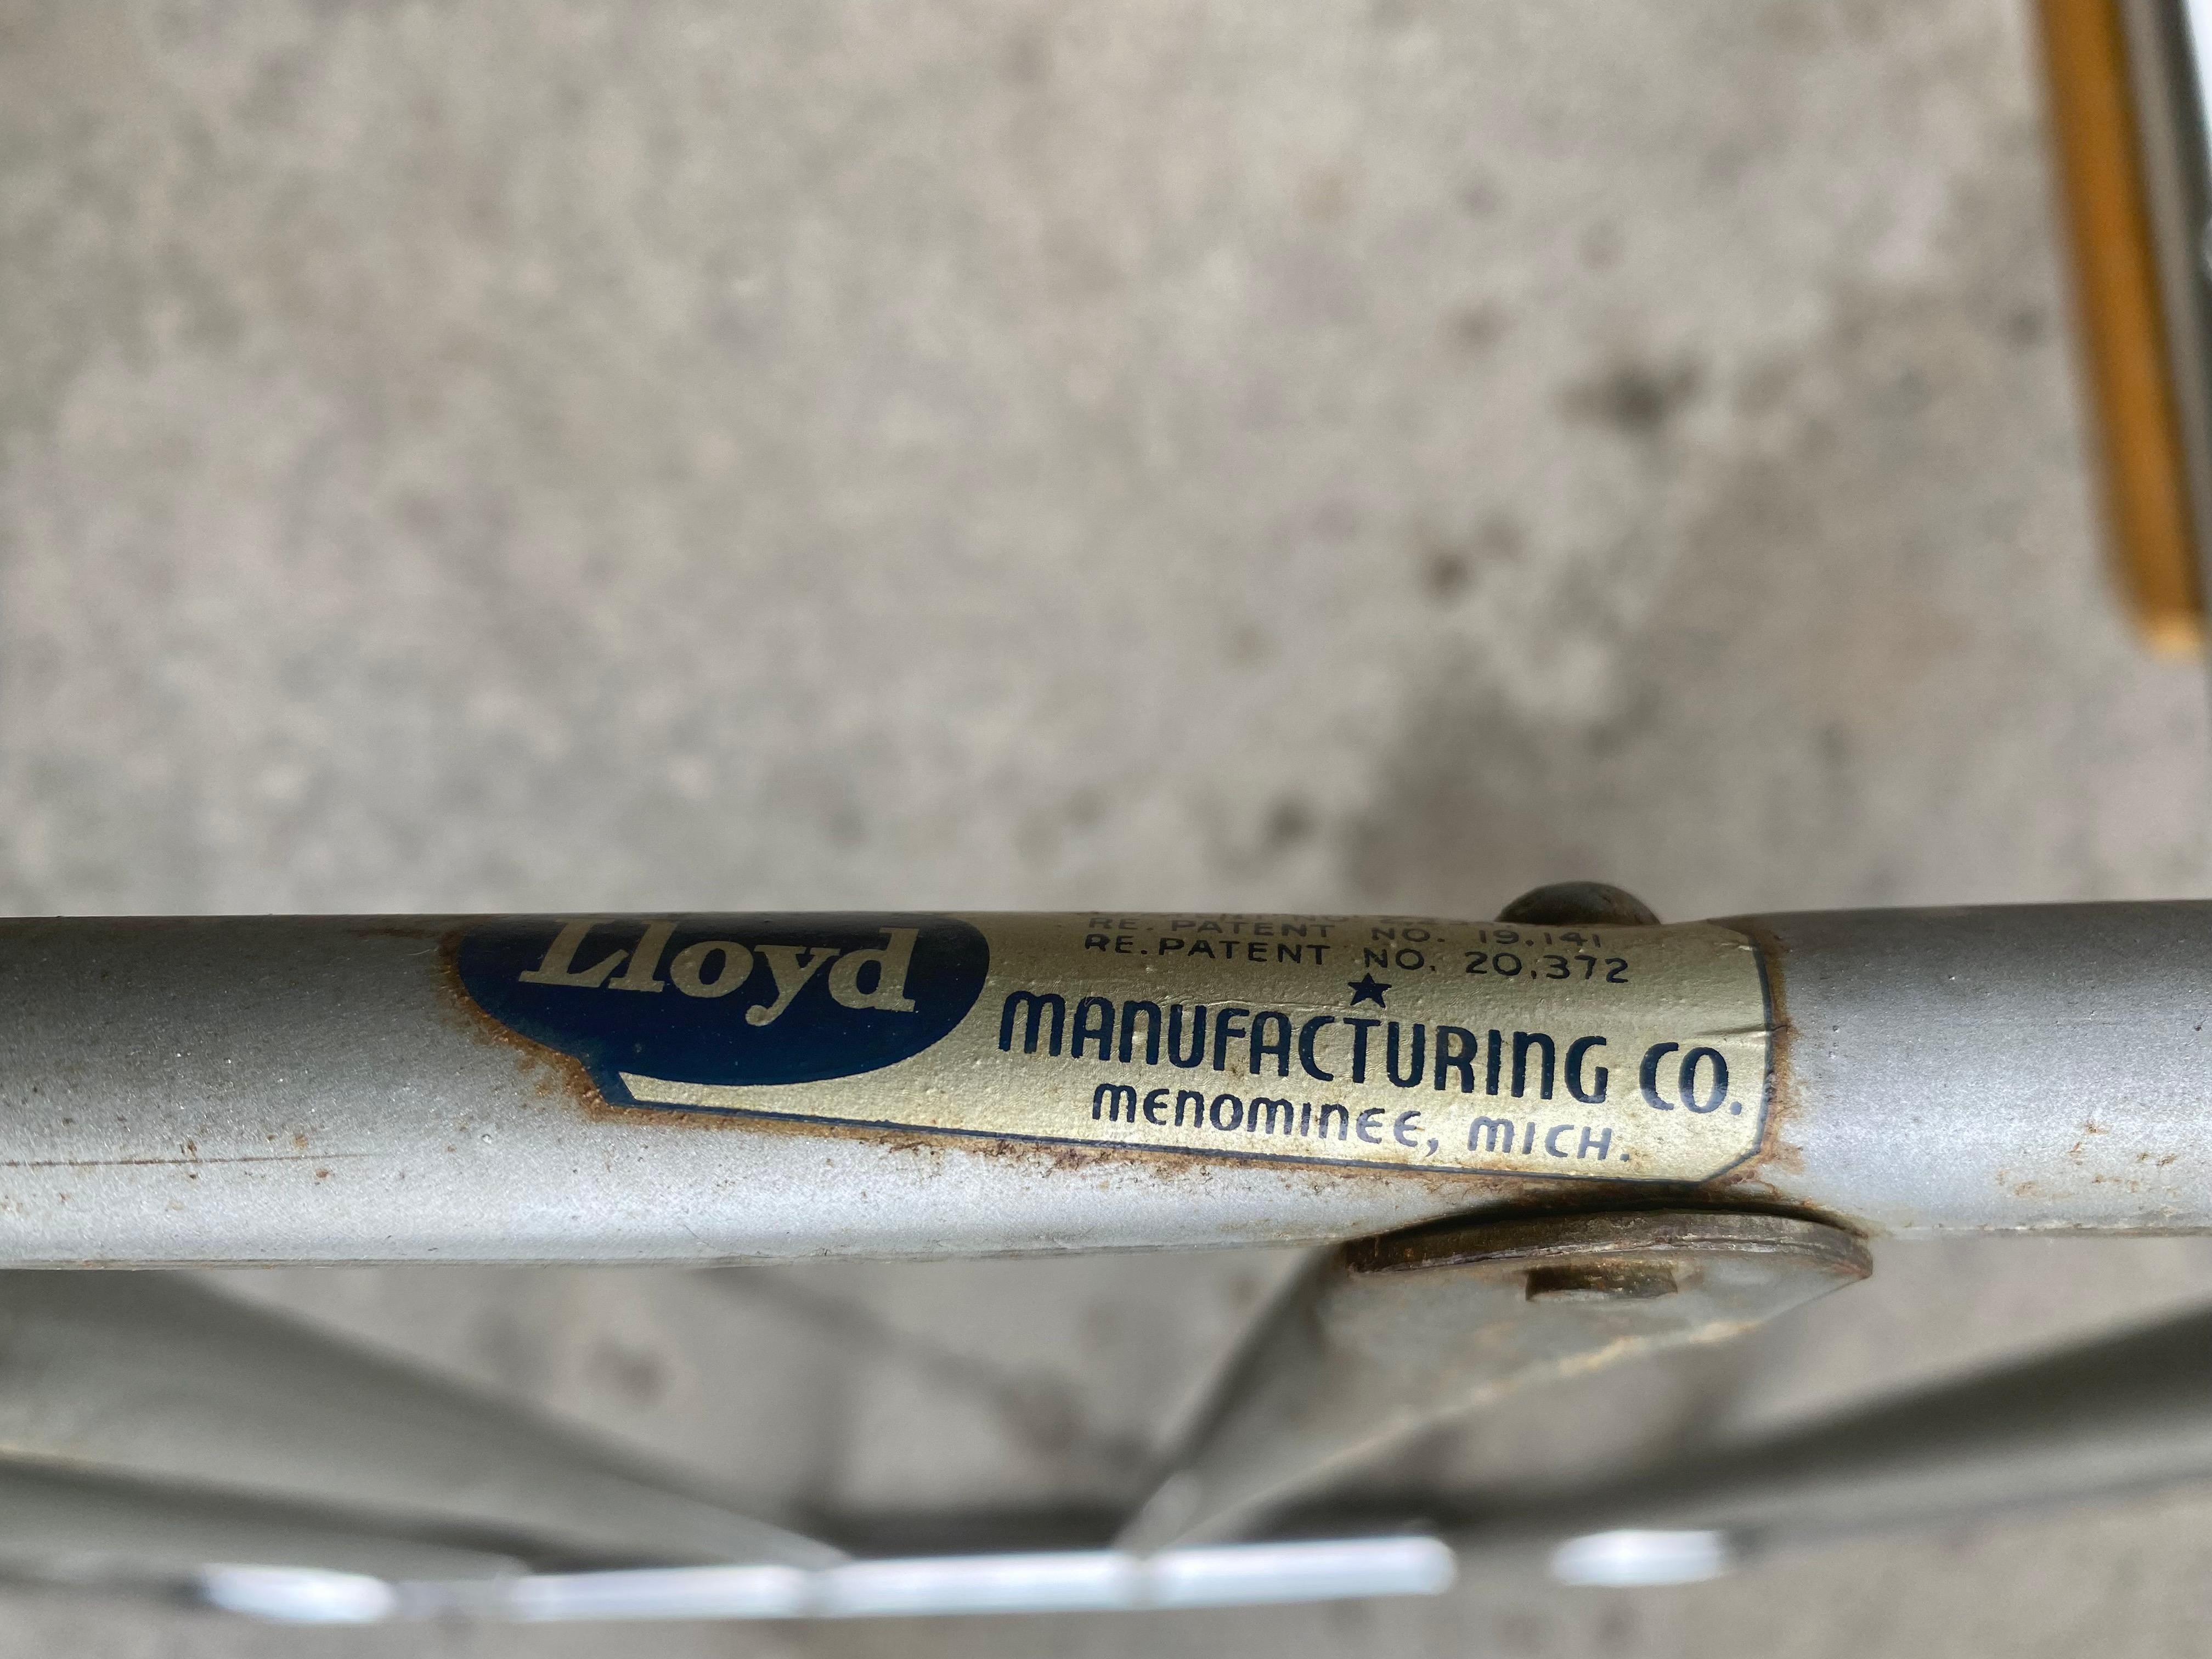 Lloyd
RE. PATENT NO. 19,141
RE. PATENT NO. 20,372
MANUFACTURING CO.
MENOMINEE, MICH.